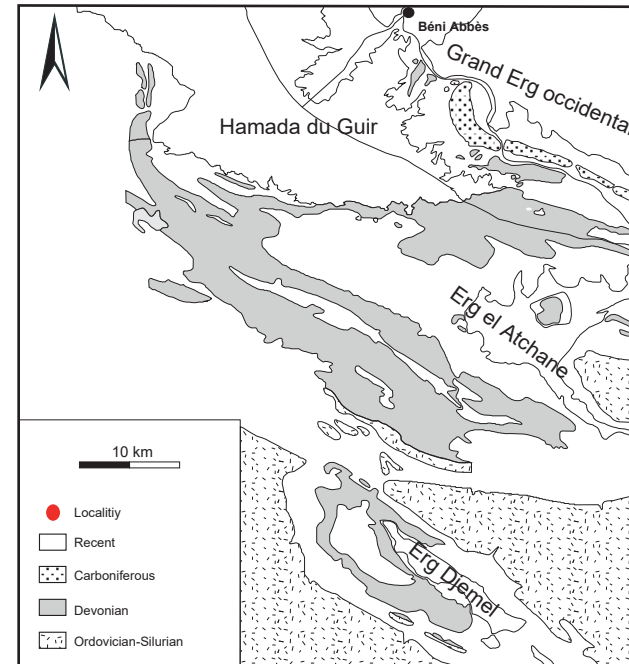 Béni Abbès
Grand Erg occidental
Hamada du Guir
Erg el Atchane
Erg Djemel
10 km
Localitiy
Recent
Carboniferous
Devonian
Ordovician-Silurian